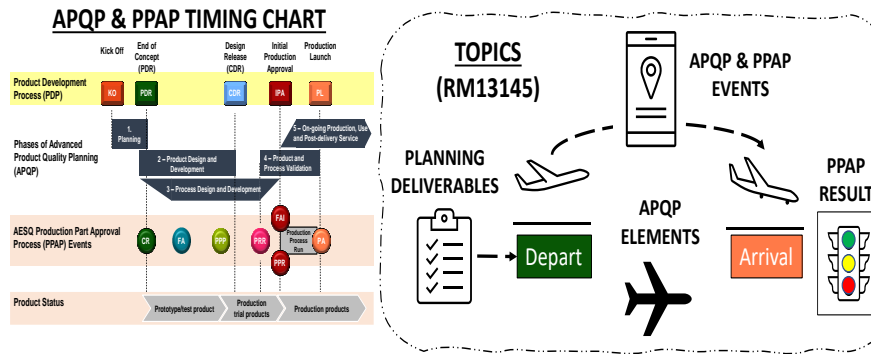 APQP & PPAP TIMING CHART
Kick Off
End of
Concept
(PDR)
Design
Release
(CDR)
Initial
Production
Approval
Production
Launch
Product Development
Process (PDP)
KO
PDR
CDR
IPA
PL
Phases of Advanced
Product Quality Planning
(APQP)
1.
Planning
2 – Product Design and
Development
3 – Process Design and Development
4 – Product and
Process Validation
5 – On-going Production, Use
and Post-delivery Service
AESQ Production Part Approval
Process (PPAP) Events
CR
FA
PPP
PRR
FAI
PPR
Production
Process
Run
PA
Product Status
Prototype/test product
Production
trial products
Production products
TOPICS
(RM13145)
APQP & PPAP
EVENTS
PLANNING
DELIVERABLES
Depart
APQP
ELEMENTS
Arrival
PPAP
RESULT